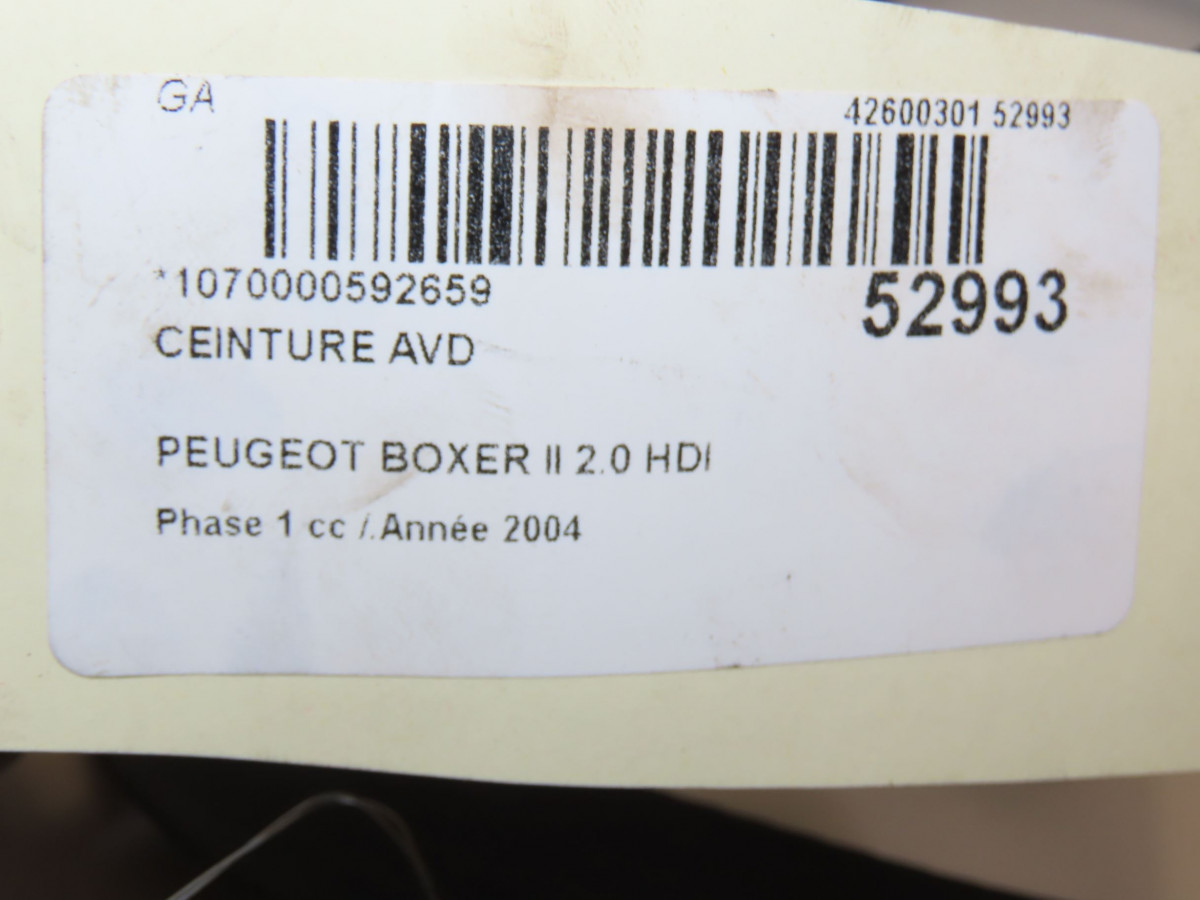 GA
42600301 52993
*1070000592659
52993
CEINTURE AVD
PEUGEOT BOXER II 2.0 HDI
Phase 1 cc /.Année 2004